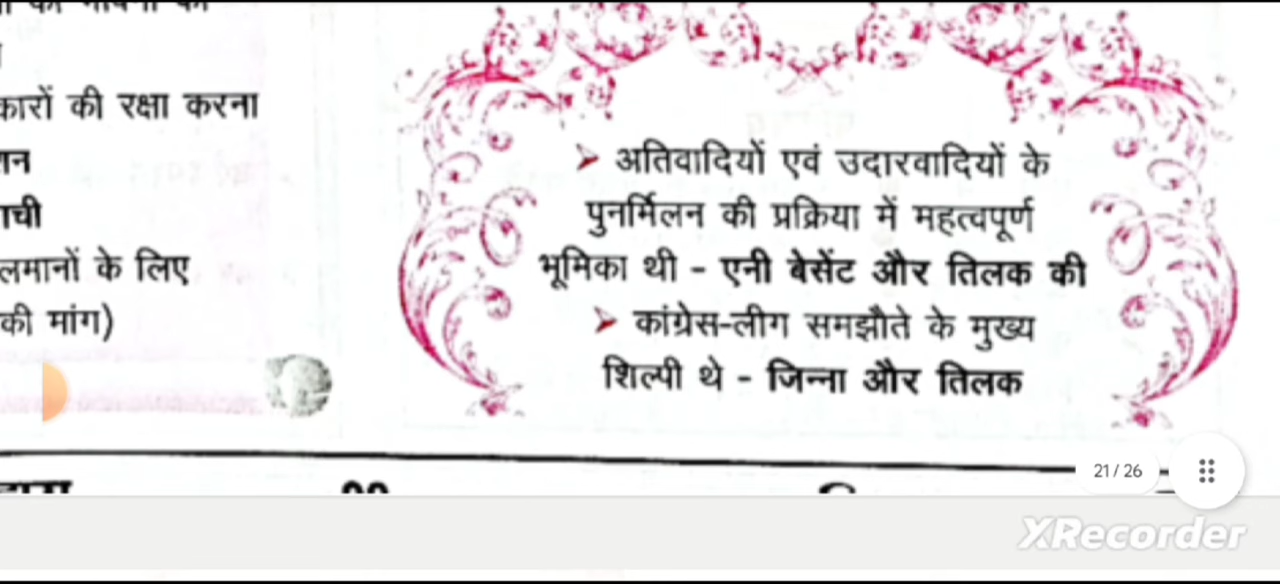 कारों की रक्षा करना
लमानों के लिए
की मांग)
➤ अतिवादियों एवं उदारवादियों के
पुनर्मिलन की प्रक्रिया में महत्वपूर्ण
भूमिका थी - एनी बेसेंट और तिलक की
➤ कांग्रेस-लीग समझौते के मुख्य
शिल्पी थे - जिन्ना और तिलक
21 / 26
XRecorder